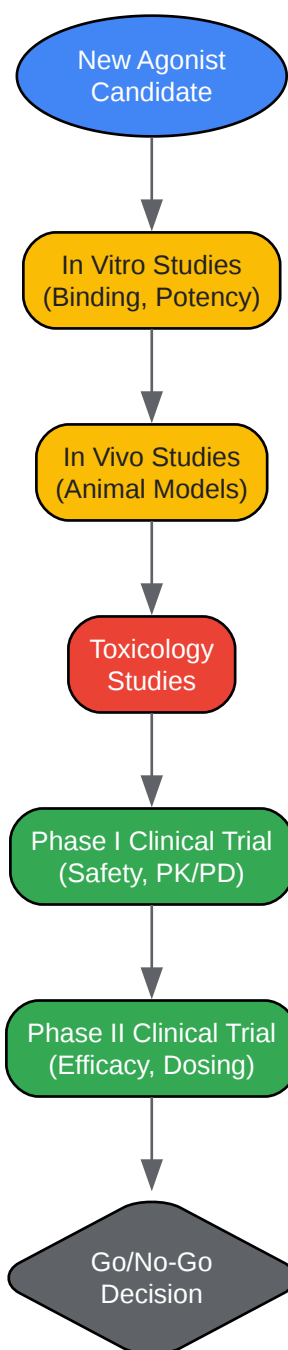 New Agonist
Candidate
In Vitro Studies
(Binding, Potency)
In Vivo Studies
(Animal Models)
Toxicology
Studies
Phase I Clinical Trial
(Safety, PK/PD)
Phase II Clinical Trial
(Efficacy, Dosing)
Go/No-Go
Decision